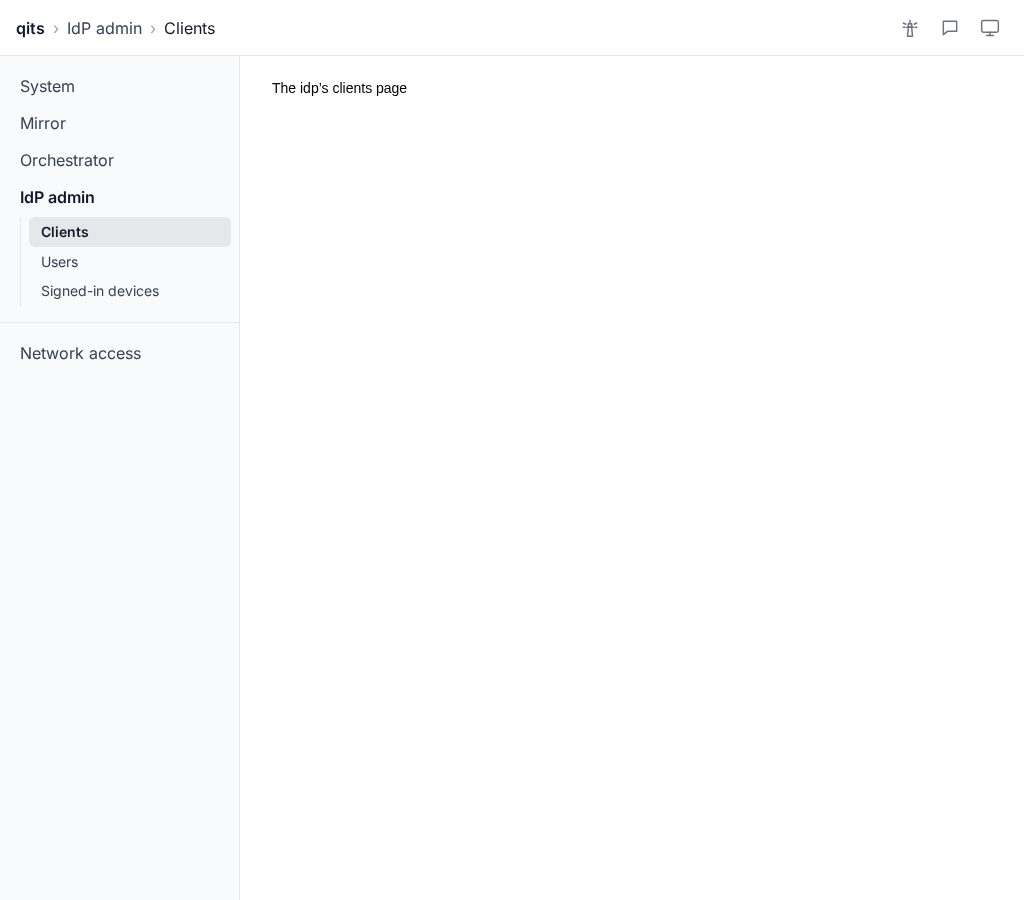 qits › IdP admin › Clients
System
Mirror
Orchestrator
IdP admin
Clients
Users
Signed-in devices
Network access
The idp's clients page